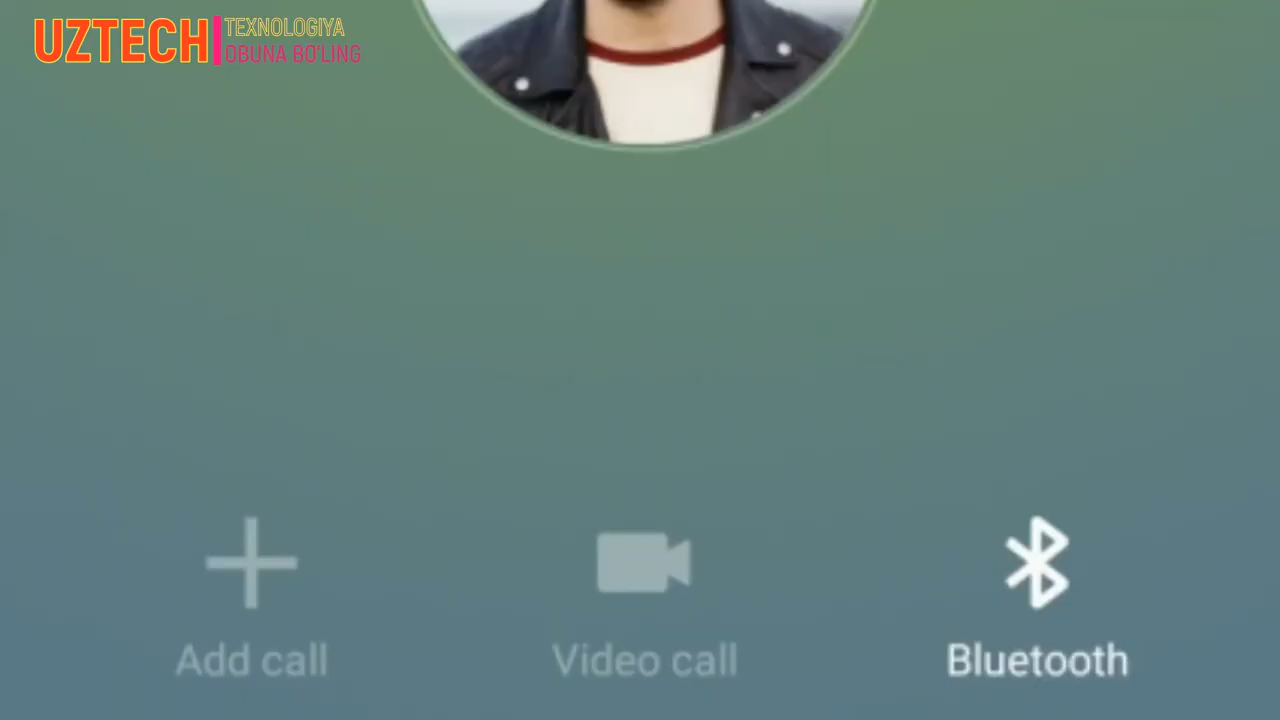 UZTECH
TEXNOLOGIYA
OBUNA BO'LING
Add call
Video call
Bluetooth